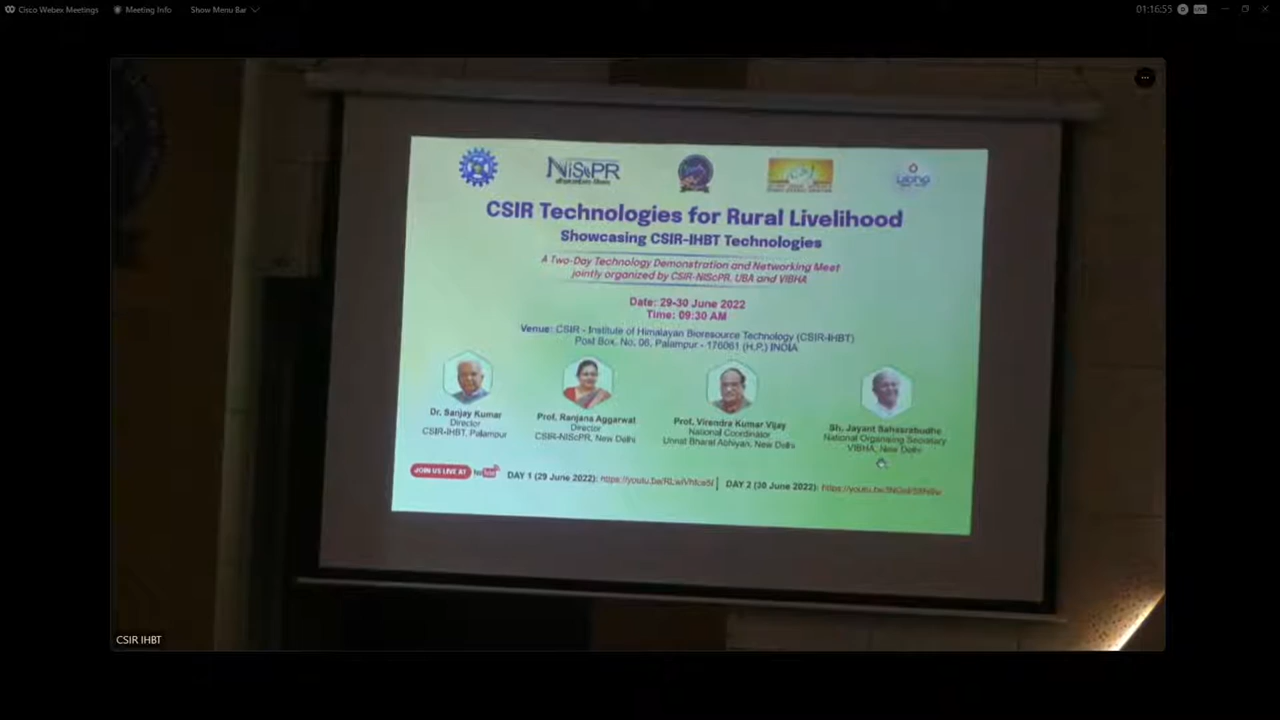 Cisco Webex Meetings
Meeting Info
Show Menu Bar
01:16:55
NIScPR
CSIR Technologies for Rural Livelihood
Showcasing CSIR-IHBT Technologies
A Two-Day Technology Demonstration and Networking Meet
jointly organized by CSIR-NIScPR, UBA and VIBHA
Date: 29-30 June 2022
Time: 09:30 AM
Venue: CSIR - Institute of Himalayan Bioresource Technology (CSIR-IHBT)
Post Box. No. 06, Palampur - 176061 (H.P.) INDIA
Dr. Sanjay Kumar
Director
CSIR-IHBT, Palampur
Prof. Ranjana Aggarwal
Director
CSIR-NIScPR, New Delhi
Prof. Virendra Kumar Vijay
National Coordinator
Unnat Bharat Abhiyan, New Delhi
Sh. Jayant Sahasrabudhe
National Organising Secretary
VIBHA, New Delhi
JOIN US LIVE AT YouTube
DAY 1 (29 June 2022):
DAY 2 (30 June 2022):
CSIR IHBT